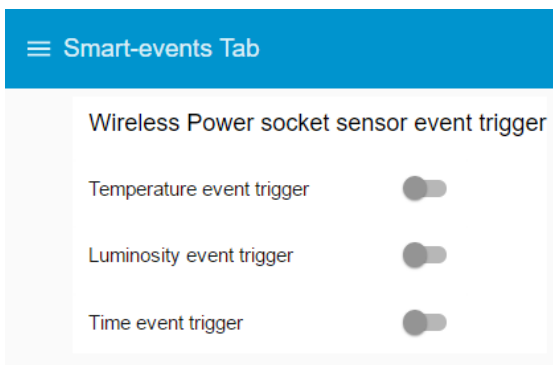 Smart-events Tab
Wireless Power socket sensor event trigger
Temperature event trigger
Luminosity event trigger
Time event trigger